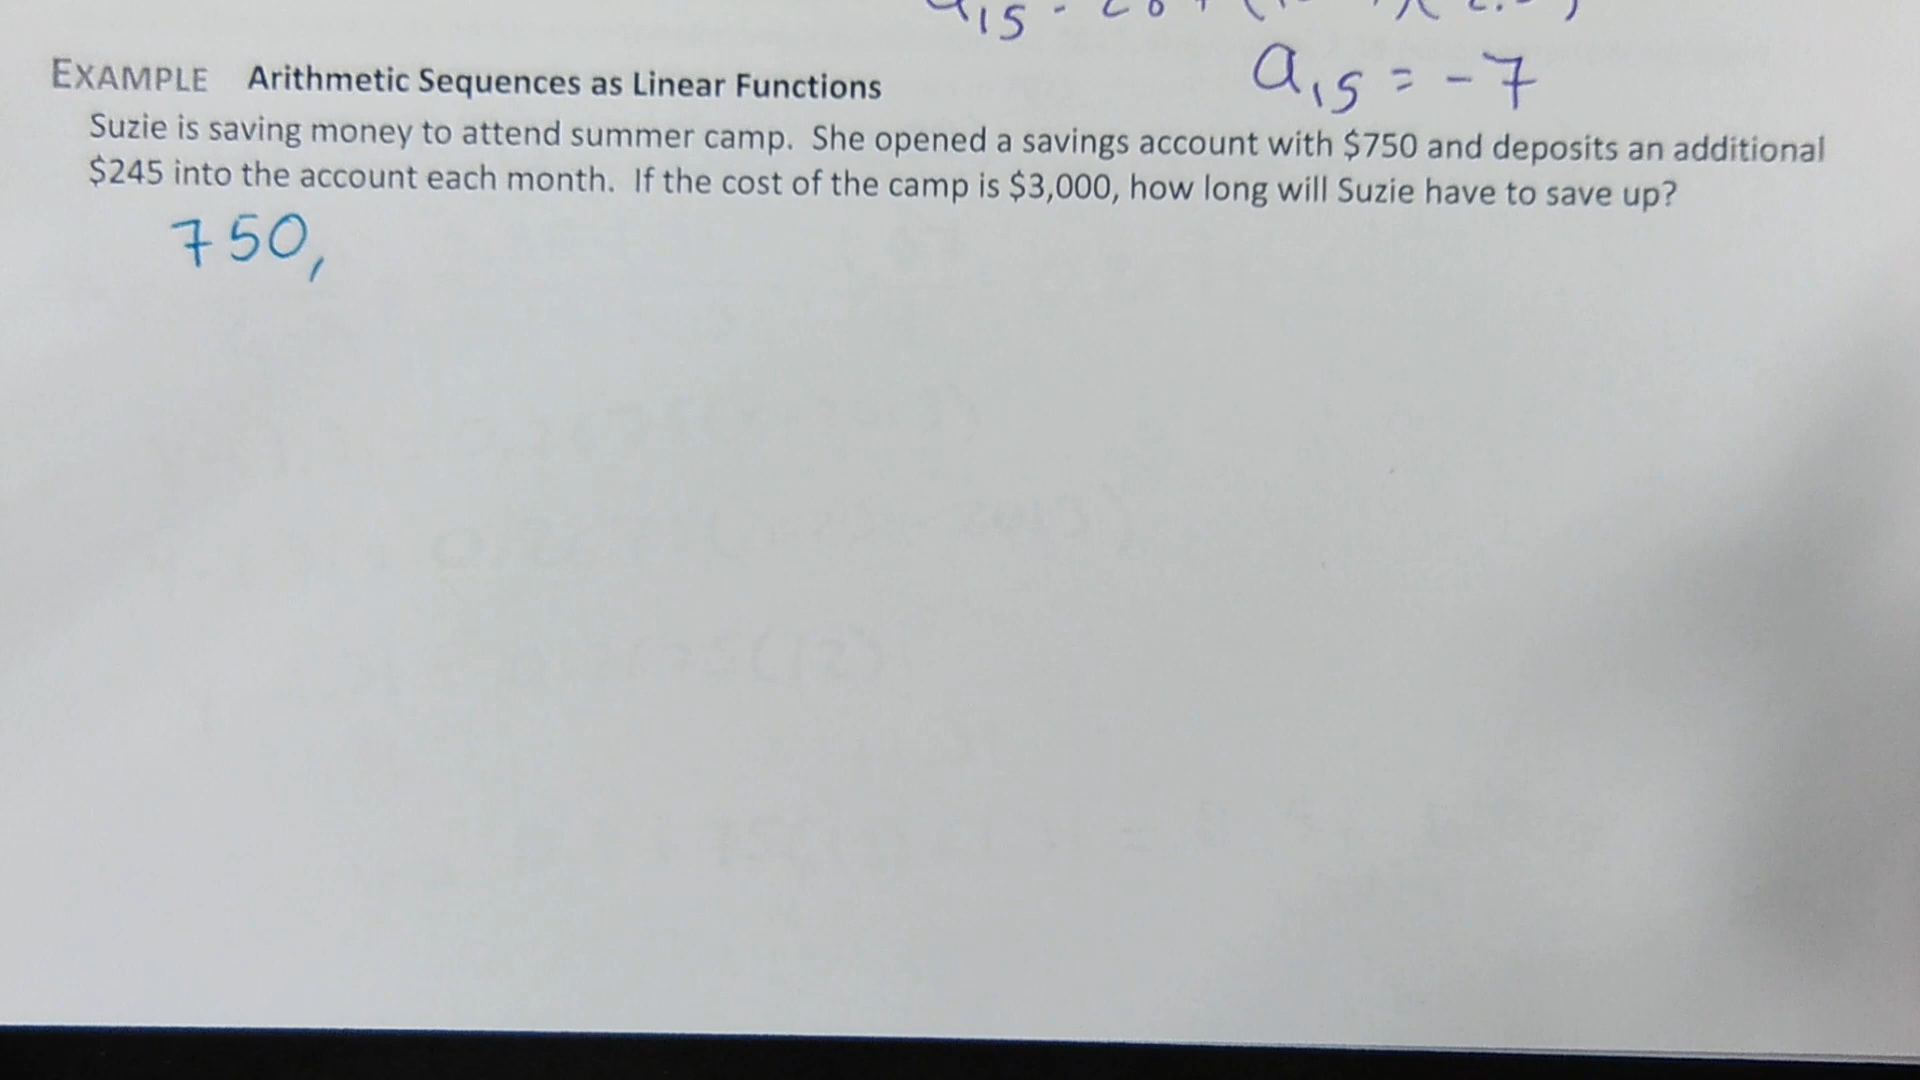 a₁₅
a₁₅ = -7
EXAMPLE Arithmetic Sequences as Linear Functions
Suzie is saving money to attend summer camp. She opened a savings account with $750 and deposits an additional
$245 into the account each month. If the cost of the camp is $3,000, how long will Suzie have to save up?
750,